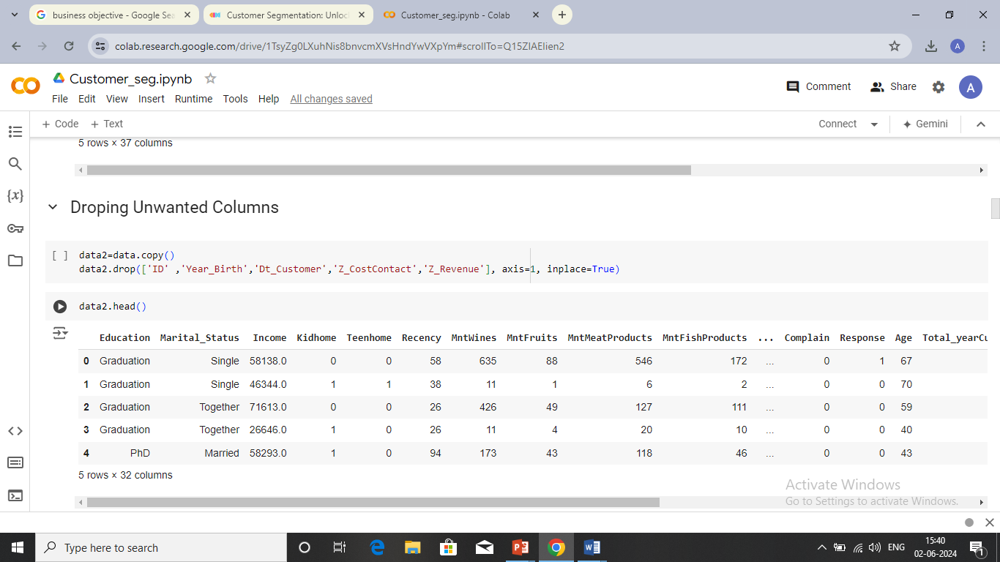 business objective - Google Sea
Customer Segmentation: Unloc
Customer_seg.ipynb - Colab
colab.research.google.com/drive/1TsyZg0LXuhNis8bnvcmXVsHndYwVXpYm#scrollTo=Q15ZIAElien2
A
CO
Customer_seg.ipynb
File Edit View Insert Runtime Tools Help All changes saved
Comment Share A
+ Code + Text
Connect Gemini
5 rows × 37 columns
{x}
Droping Unwanted Columns
[ ] data2=data.copy()
data2.drop(['ID' ,'Year_Birth','Dt_Customer','Z_CostContact','Z_Revenue'], axis=1, inplace=True)
data2.head()
Education Marital_Status Income Kidhome Teenhome Recency MntWines MntFruits MntMeatProducts MntFishProducts ... Complain Response Age Total_yearCu
0 Graduation Single 58138.0 0 0 58 635 88 546 172 ... 0 1 67
1 Graduation Single 46344.0 1 1 38 11 1 6 2 ... 0 0 70
2 Graduation Together 71613.0 0 0 26 426 49 127 111 ... 0 0 59
3 Graduation Together 26646.0 1 0 26 11 4 20 10 ... 0 0 40
4 PhD Married 58293.0 1 0 94 173 43 118 46 ... 0 0 43
5 rows × 32 columns
Activate Windows
Go to Settings to activate Windows.
Type here to search
ENG
15:40
02-06-2024
1